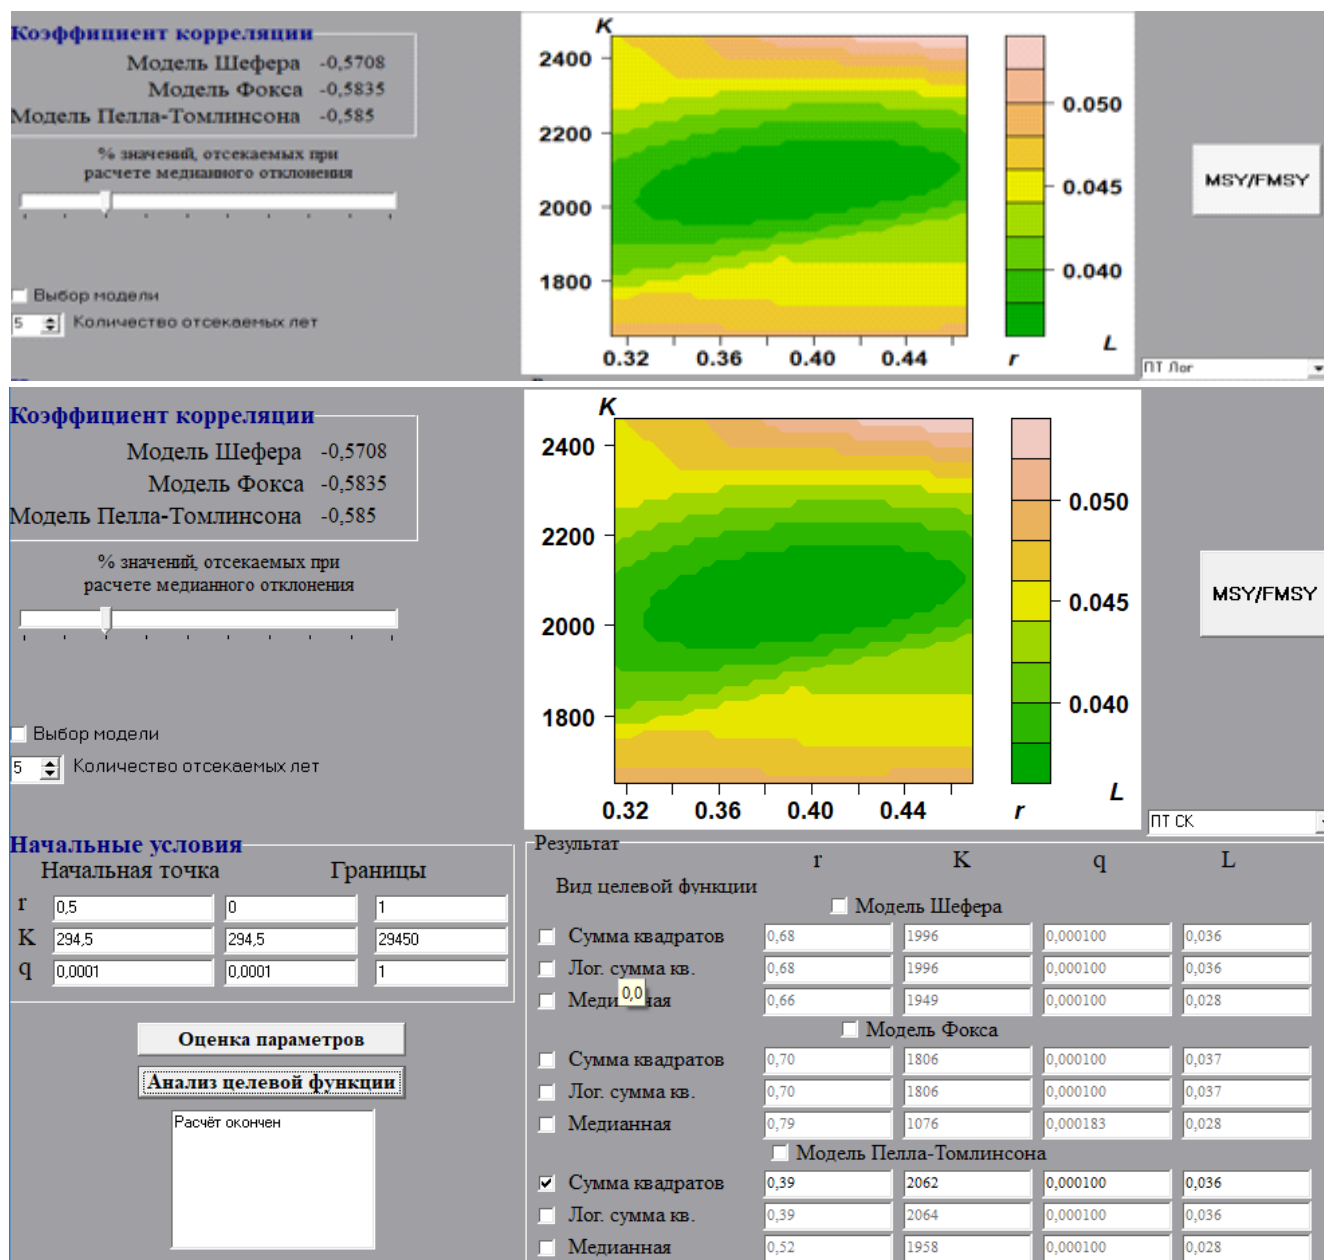 Коэффициент корреляции
Модель Шефера -0,5708
Модель Фокса -0,5835
Модель Пелла-Томлинсона -0,585
% значений, отсекаемых при
расчете медианного отклонения
Выбор модели
5 Количество отсекаемых лет
K
2400
2200
2000
1800
0.32 0.36 0.40 0.44 r L
0.050
0.045
0.040
MSY/FMSY
ПТ Лог
Коэффициент корреляции
Модель Шефера -0,5708
Модель Фокса -0,5835
Модель Пелла-Томлинсона -0,585
% значений, отсекаемых при
расчете медианного отклонения
Выбор модели
5 Количество отсекаемых лет
K
2400
2200
2000
1800
0.32 0.36 0.40 0.44 r L
0.050
0.045
0.040
MSY/FMSY
ПТ СК
Начальные условия
Начальная точка Границы
r 0,5 0 1
K 294,5 294,5 29450
q 0,0001 0,0001 1
Оценка параметров
Анализ целевой функции
Расчёт окончен
Результат
r K q L
Вид целевой функции
Модель Шефера
Сумма квадратов 0,68 1996 0,000100 0,036
Лог. сумма кв. 0,68 1996 0,000100 0,036
0,0
Меди ная 0,66 1949 0,000100 0,028
Модель Фокса
Сумма квадратов 0,70 1806 0,000100 0,037
Лог. сумма кв. 0,70 1806 0,000100 0,037
Медианная 0,79 1076 0,000183 0,028
Модель Пелла-Томлинсона
Сумма квадратов 0,39 2062 0,000100 0,036
Лог. сумма кв. 0,39 2064 0,000100 0,036
Медианная 0,52 1958 0,000100 0,028